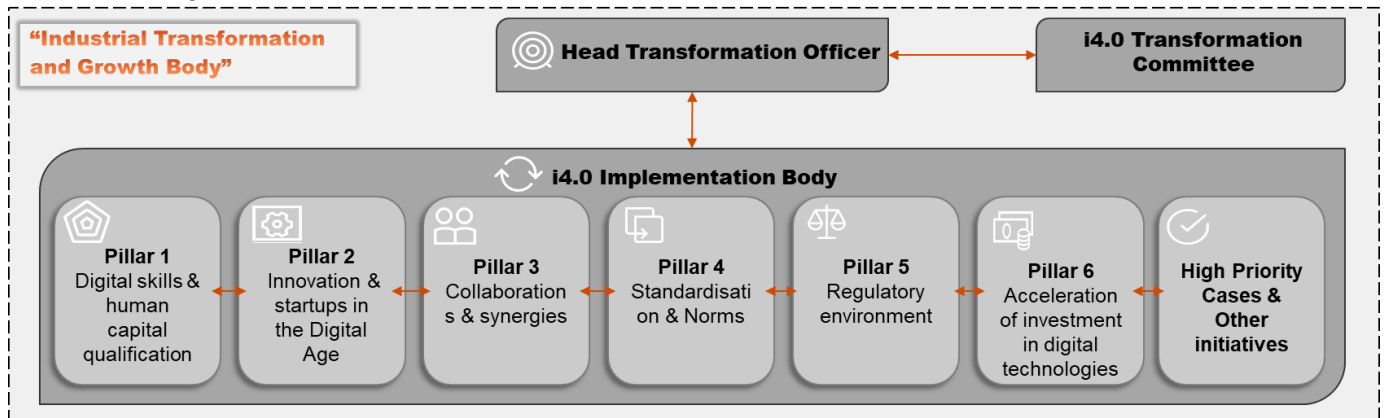 “Industrial Transformation
and Growth Body”
Head Transformation Officer
i4.0 Transformation
Committee
i4.0 Implementation Body
Pillar 1
Digital skills &
human
capital
qualification
Pillar 2
Innovation &
startups in
the Digital
Age
Pillar 3
Collaboration
s & synergies
Pillar 4
Standardisati
on & Norms
Pillar 5
Regulatory
environment
Pillar 6
Acceleration
of investment
in digital
technologies
High Priority
Cases &
Other
initiatives